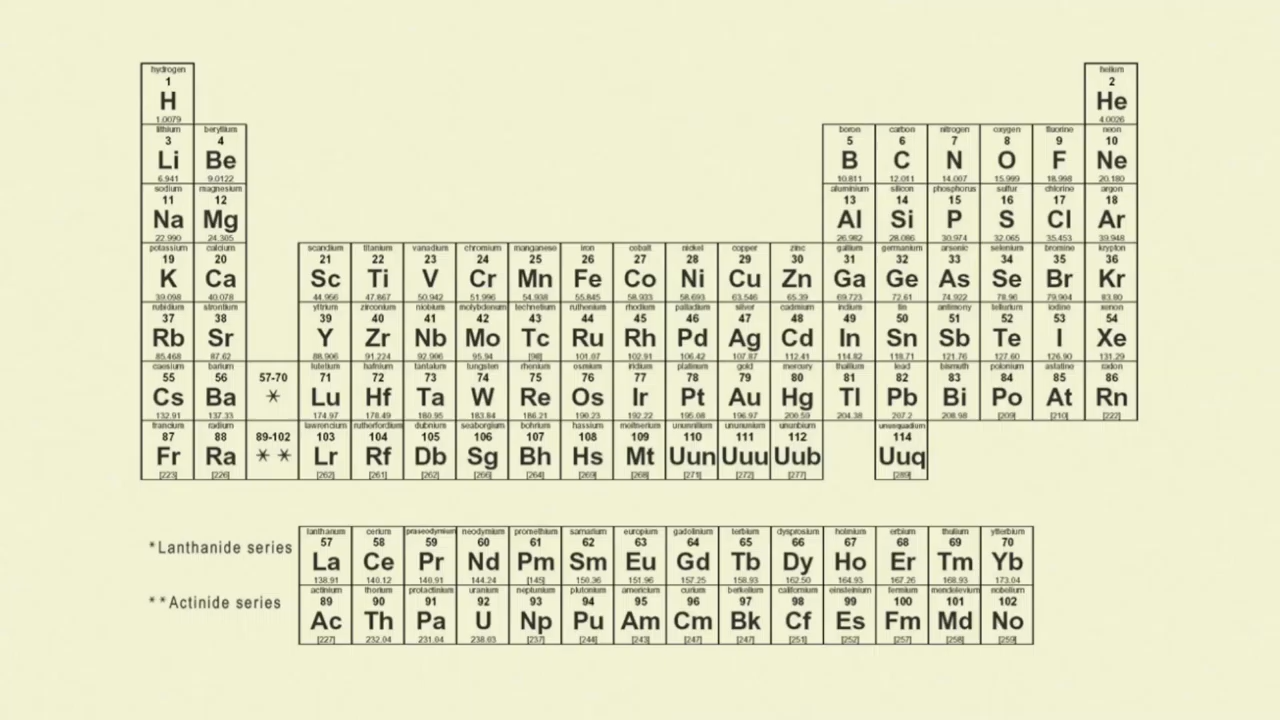 hydrogen helium
1 2
H He
1.0079 4.0026
lithium beryllium boron carbon nitrogen oxygen fluorine neon
3 4 5 6 7 8 9 10
Li Be B C N O F Ne
6.941 9.0122 10.811 12.011 14.007 15.999 18.998 20.180
sodium magnesium aluminium silicon phosphorus sulfur chlorine argon
11 12 13 14 15 16 17 18
Na Mg Al Si P S Cl Ar
22.990 24.305 26.982 28.086 30.974 32.065 35.453 39.948
potassium calcium scandium titanium vanadium chromium manganese iron cobalt nickel copper zinc gallium germanium arsenic selenium bromine krypton
19 20 21 22 23 24 25 26 27 28 29 30 31 32 33 34 35 36
K Ca Sc Ti V Cr Mn Fe Co Ni Cu Zn Ga Ge As Se Br Kr
39.098 40.078 44.956 47.867 50.942 51.996 54.938 55.845 58.933 58.693 63.546 65.39 69.723 72.61 74.922 78.96 79.904 83.80
rubidium strontium yttrium zirconium niobium molybdenum technetium ruthenium rhodium palladium silver cadmium indium tin antimony tellurium iodine xenon
37 38 39 40 41 42 43 44 45 46 47 48 49 50 51 52 53 54
Rb Sr Y Zr Nb Mo Tc Ru Rh Pd Ag Cd In Sn Sb Te I Xe
85.468 87.62 88.906 91.224 92.906 95.94 [98] 101.07 102.91 106.42 107.87 112.41 114.82 118.71 121.76 127.60 126.90 131.29
caesium barium lutetium hafnium tantalum tungsten rhenium osmium iridium platinum gold mercury thallium lead bismuth polonium astatine radon
55 56 57-70 71 72 73 74 75 76 77 78 79 80 81 82 83 84 85 86
Cs Ba * Lu Hf Ta W Re Os Ir Pt Au Hg Tl Pb Bi Po At Rn
132.91 137.33 174.97 178.49 180.95 183.84 186.21 190.23 192.22 195.08 196.97 200.59 204.38 207.2 208.98 [209] [210] [222]
francium radium lawrencium rutherfordium dubnium seaborgium bohrium hassium meitnerium ununnilium unununium ununbium ununquadium
87 88 89-102 103 104 105 106 107 108 109 110 111 112 114
Fr Ra * * Lr Rf Db Sg Bh Hs Mt Uun Uuu Uub Uuq
[223] [226] [262] [261] [262] [266] [264] [269] [268] [271] [272] [277] [289]
lanthanum cerium praseodymium neodymium promethium samarium europium gadolinium terbium dysprosium holmium erbium thulium ytterbium
57 58 59 60 61 62 63 64 65 66 67 68 69 70
*Lanthanide series La Ce Pr Nd Pm Sm Eu Gd Tb Dy Ho Er Tm Yb
138.91 140.12 140.91 144.24 [145] 150.36 151.96 157.25 158.93 162.50 164.93 167.26 168.93 173.04
actinium thorium protactinium uranium neptunium plutonium americium curium berkelium californium einsteinium fermium mendelevium nobelium
89 90 91 92 93 94 95 96 97 98 99 100 101 102
**Actinide series Ac Th Pa U Np Pu Am Cm Bk Cf Es Fm Md No
[227] 232.04 231.04 238.03 [237] [244] [243] [247] [247] [251] [252] [257] [258] [259]